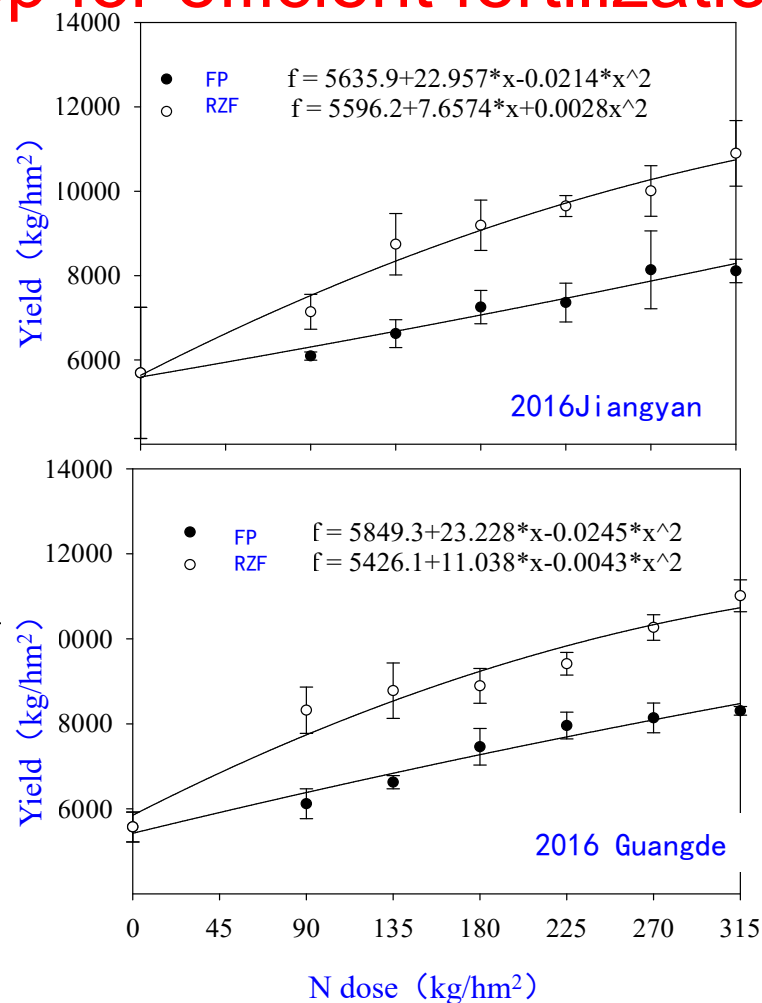 p for efficient fertilizatio
14000
12000
10000
8000
6000
Yield（kg/hm²）
FP f = 5635.9+22.957*x-0.0214*x^2
RZF f = 5596.2+7.6574*x+0.0028x^2
2016Jiangyan
14000
12000
0000
8000
6000
Yield（kg/hm²）
FP f = 5849.3+23.228*x-0.0245*x^2
RZF f = 5426.1+11.038*x-0.0043*x^2
2016 Guangde
0 45 90 135 180 225 270 315
N dose（kg/hm²）